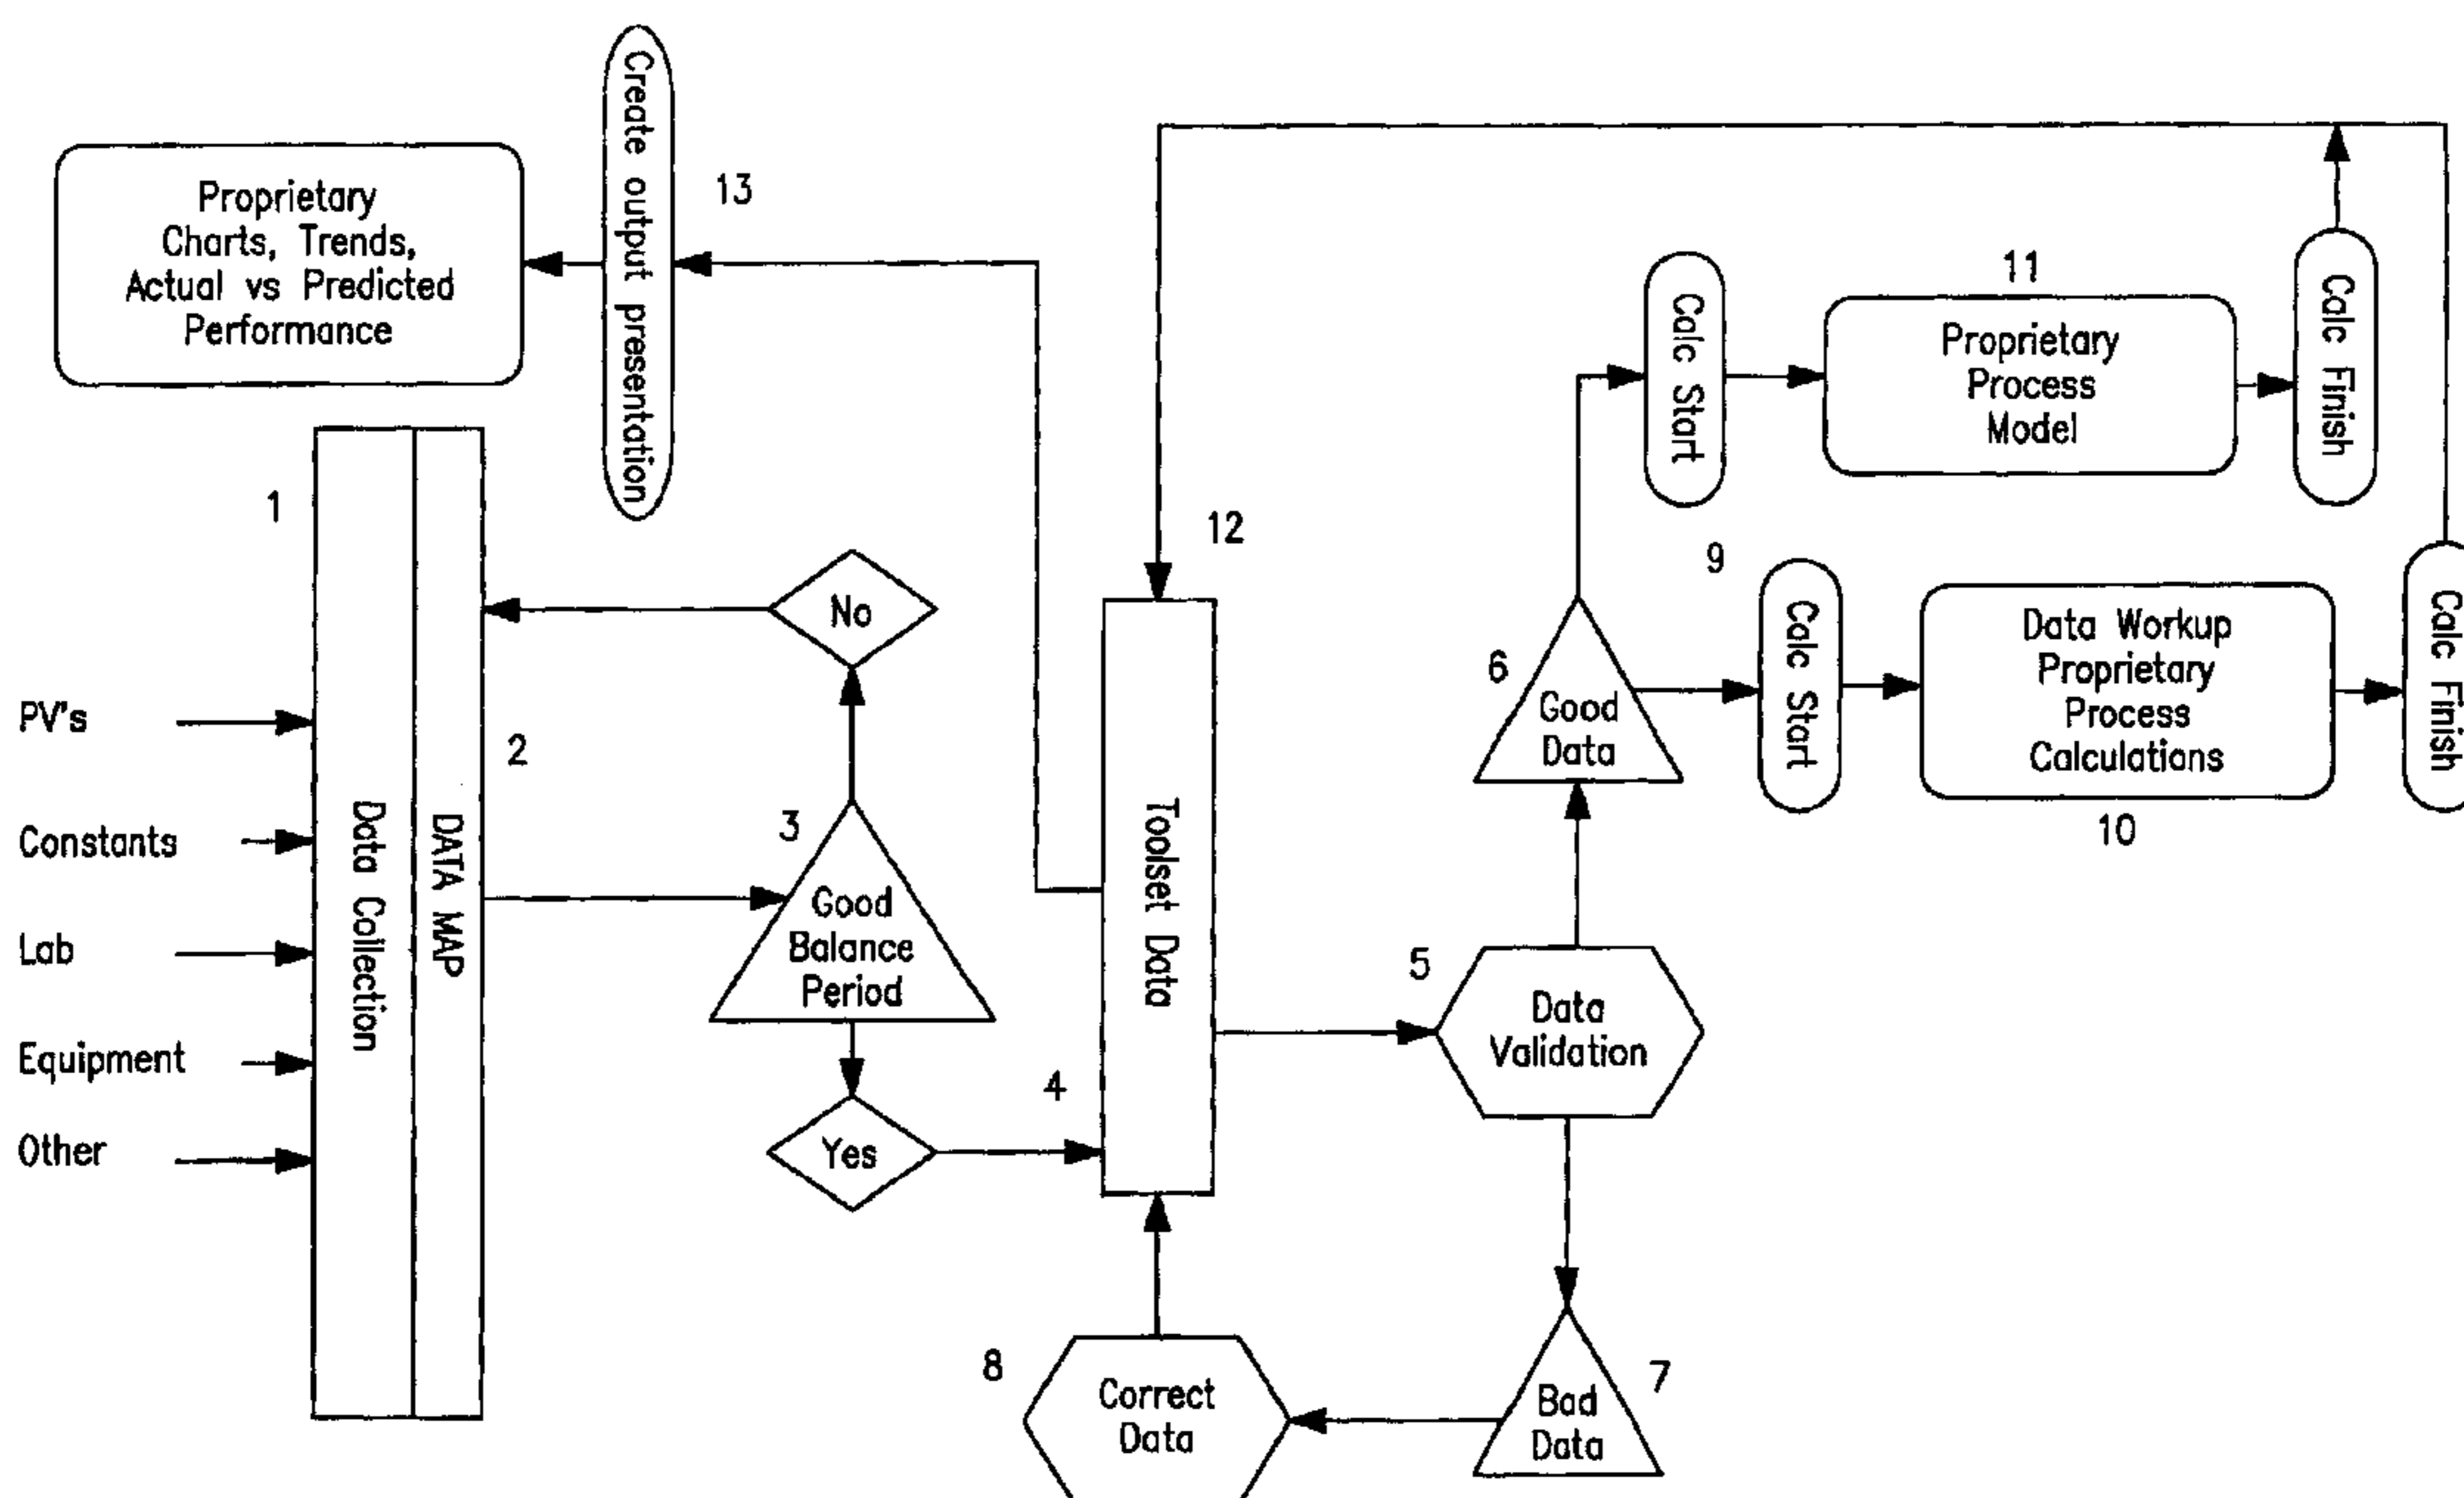 Proprietary
Charts, Trends,
Actual vs Predicted
Performance
Create output presentation
13
1
Data Collection
DATA MAP
2
PV's
Constants
Lab
Equipment
Other
No
3
Good
Balance
Period
Yes
4
12
Toolset Data
5
Data
Validation
6
Good
Data
Calc Start
11
Proprietary
Process
Model
Calc Finish
9
Calc Start
Data Workup
Proprietary
Process
Calculations
10
Calc Finish
7
Bad
Data
8
Correct
Data